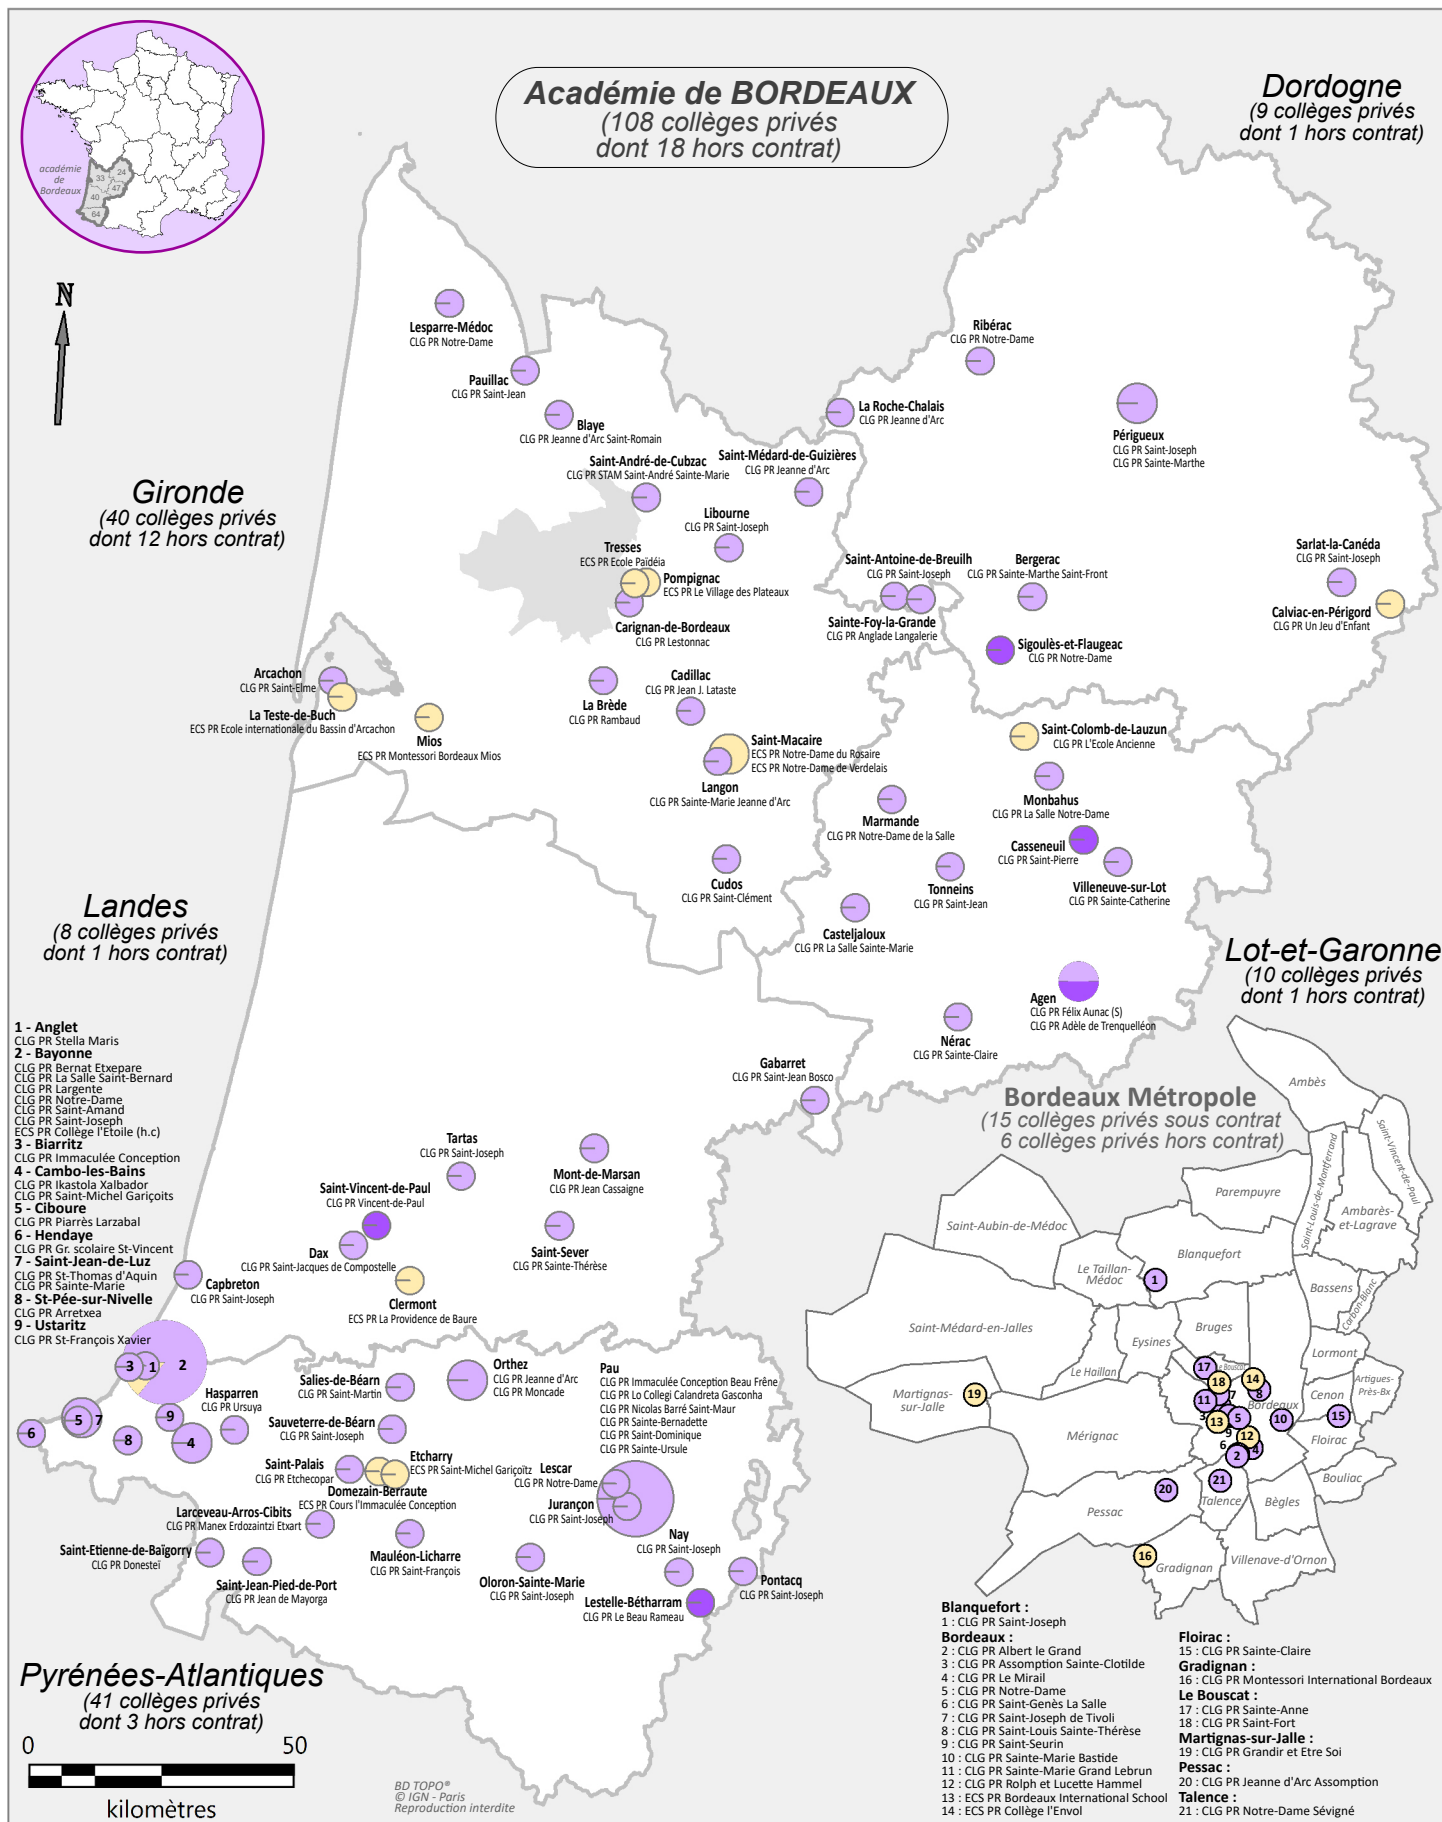 Académie de BORDEAUX
(108 collèges privés
dont 18 hors contrat)
Dordogne
(9 collèges privés
dont 1 hors contrat)
académie
de
Bordeaux
33
24
47
40
64
N
Lesparre-Médoc
CLG PR Notre-Dame
Pauillac
CLG PR Saint-Jean
Blaye
CLG PR Jeanne d'Arc Saint-Romain
Ribérac
CLG PR Notre-Dame
La Roche-Chalais
CLG PR Jeanne d'Arc
Périgueux
CLG PR Saint-Joseph
CLG PR Sainte-Marthe
Saint-André-de-Cubzac
CLG PR STAM Saint-André Sainte-Marie
Saint-Médard-de-Guizières
CLG PR Jeanne d'Arc
Gironde
(40 collèges privés
dont 12 hors contrat)
Libourne
CLG PR Saint-Joseph
Tresses
ECS PR Ecole Païdéia
Pompignac
ECS PR Le Village des Plateaux
Carignan-de-Bordeaux
CLG PR Lestonnac
Saint-Antoine-de-Breuilh
CLG PR Saint-Joseph
Bergerac
CLG PR Sainte-Marthe Saint-Front
Sarlat-la-Canéda
CLG PR Saint-Joseph
Calviac-en-Périgord
CLG PR Un Jeu d'Enfant
Sainte-Foy-la-Grande
CLG PR Anglade Langalerie
Sigoulès-et-Flaugeac
CLG PR Notre-Dame
Arcachon
CLG PR Saint-Elme
La Teste-de-Buch
ECS PR Ecole internationale du Bassin d'Arcachon
Mios
ECS PR Montessori Bordeaux Mios
La Brède
CLG PR Rambaud
Cadillac
CLG PR Jean J. Lataste
Saint-Macaire
ECS PR Notre-Dame du Rosaire
ECS PR Notre-Dame de Verdelais
Langon
CLG PR Sainte-Marie Jeanne d'Arc
Saint-Colomb-de-Lauzun
CLG PR L'Ecole Ancienne
Monbahus
CLG PR La Salle Notre-Dame
Marmande
CLG PR Notre-Dame de la Salle
Casseneuil
CLG PR Saint-Pierre
Villeneuve-sur-Lot
CLG PR Sainte-Catherine
Cudos
CLG PR Saint-Clément
Tonneins
CLG PR Saint-Jean
Casteljaloux
CLG PR La Salle Sainte-Marie
Landes
(8 collèges privés
dont 1 hors contrat)
Lot-et-Garonne
(10 collèges privés
dont 1 hors contrat)
Agen
CLG PR Félix Aunac (S)
CLG PR Adèle de Trenquelléon
Nérac
CLG PR Sainte-Claire
Gabarret
CLG PR Saint-Jean Bosco
1 - Anglet
CLG PR Stella Maris
2 - Bayonne
CLG PR Bernat Etxepare
CLG PR La Salle Saint-Bernard
CLG PR Largente
CLG PR Notre-Dame
CLG PR Saint-Amand
CLG PR Saint-Joseph
ECS PR Collège l'Etoile (h.c)
3 - Biarritz
CLG PR Immaculée Conception
4 - Cambo-les-Bains
CLG PR Ikastola Xalbador
CLG PR Saint-Michel Gariçoits
5 - Ciboure
CLG PR Piarrès Larzabal
6 - Hendaye
CLG PR Gr. scolaire St-Vincent
7 - Saint-Jean-de-Luz
CLG PR St-Thomas d'Aquin
CLG PR Sainte-Marie
8 - St-Pée-sur-Nivelle
CLG PR Arretxea
9 - Ustaritz
CLG PR St-François Xavier
Tartas
CLG PR Saint-Joseph
Mont-de-Marsan
CLG PR Jean Cassaigne
Saint-Vincent-de-Paul
CLG PR Vincent-de-Paul
Dax
CLG PR Saint-Jacques de Compostelle
Saint-Sever
CLG PR Sainte-Thérèse
Capbreton
CLG PR Saint-Joseph
Clermont
ECS PR La Providence de Baure
3
1
2
5
7
6
8
9
4
Hasparren
CLG PR Ursuya
Salies-de-Béarn
CLG PR Saint-Martin
Orthez
CLG PR Jeanne d'Arc
CLG PR Moncade
Sauveterre-de-Béarn
CLG PR Saint-Joseph
Pau
CLG PR Immaculée Conception Beau Frêne
CLG PR Lo Collegi Calandreta Gasconha
CLG PR Nicolas Barré Saint-Maur
CLG PR Sainte-Bernadette
CLG PR Saint-Dominique
CLG PR Sainte-Ursule
Saint-Palais
CLG PR Etchecopar
Etcharry
ECS PR Saint-Michel Gariçoïtz
Domezain-Berraute
ECS PR Cours l'Immaculée Conception
Lescar
CLG PR Notre-Dame
Jurançon
CLG PR Saint-Joseph
Larceveau-Arros-Cibits
CLG PR Manex Erdozaintzi Etxart
Saint-Etienne-de-Baïgorry
CLG PR Donesteï
Saint-Jean-Pied-de-Port
CLG PR Jean de Mayorga
Mauléon-Licharre
CLG PR Saint-François
Oloron-Sainte-Marie
CLG PR Saint-Joseph
Nay
CLG PR Saint-Joseph
Pontacq
CLG PR Saint-Joseph
Lestelle-Bétharram
CLG PR Le Beau Rameau
Pyrénées-Atlantiques
(41 collèges privés
dont 3 hors contrat)
0
50
kilomètres
BD TOPO®
© IGN - Paris
Reproduction interdite
Bordeaux Métropole
(15 collèges privés sous contrat
6 collèges privés hors contrat)
Ambès
Saint-Vincent-de-Paul
Saint-Louis-de-Montferrand
Parempuyre
Ambarès-
et-Lagrave
Saint-Aubin-de-Médoc
Blanquefort
Le Taillan-
Médoc
1
Bassens
Carbon-Blanc
Saint-Médard-en-Jalles
Eysines
Bruges
Lormont
Le Haillan
17
Le Bouscat
18
14
8
Martignas-
sur-Jalle
19
11
7
Bordeaux
Cenon
Artigues-
Près-Bx
3
13
5
10
15
Mérignac
9
12
Floirac
6
2
4
Bouliac
20
21
Talence
Bègles
Pessac
16
Gradignan
Villenave-d'Ornon
Blanquefort :
1 : CLG PR Saint-Joseph
Bordeaux :
2 : CLG PR Albert le Grand
3 : CLG PR Assomption Sainte-Clotilde
4 : CLG PR Le Mirail
5 : CLG PR Notre-Dame
6 : CLG PR Saint-Genès La Salle
7 : CLG PR Saint-Joseph de Tivoli
8 : CLG PR Saint-Louis Sainte-Thérèse
9 : CLG PR Saint-Seurin
10 : CLG PR Sainte-Marie Bastide
11 : CLG PR Sainte-Marie Grand Lebrun
12 : CLG PR Rolph et Lucette Hammel
13 : ECS PR Bordeaux International School
14 : ECS PR Collège l'Envol
Floirac :
15 : CLG PR Sainte-Claire
Gradignan :
16 : CLG PR Montessori International Bordeaux
Le Bouscat :
17 : CLG PR Sainte-Anne
18 : CLG PR Saint-Fort
Martignas-sur-Jalle :
19 : CLG PR Grandir et Etre Soi
Pessac :
20 : CLG PR Jeanne d'Arc Assomption
Talence :
21 : CLG PR Notre-Dame Sévigné